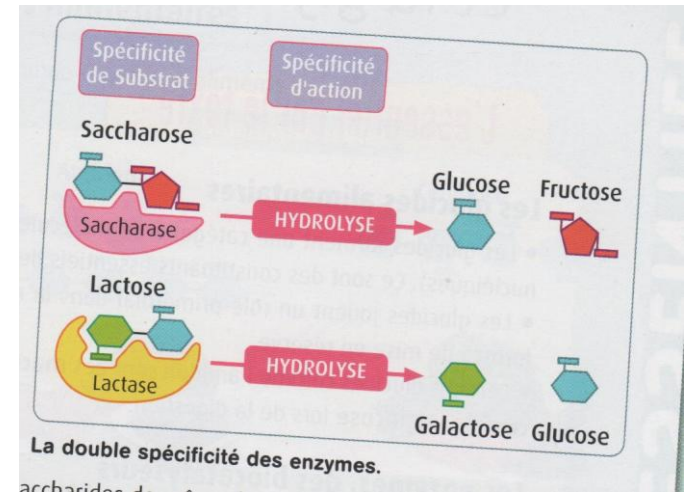 Spécificité
de Substrat
Spécificité
d'action
Saccharose
Saccharase
HYDROLYSE
Glucose
Fructose
Lactose
Lactase
HYDROLYSE
Galactose
Glucose
La double spécificité des enzymes.